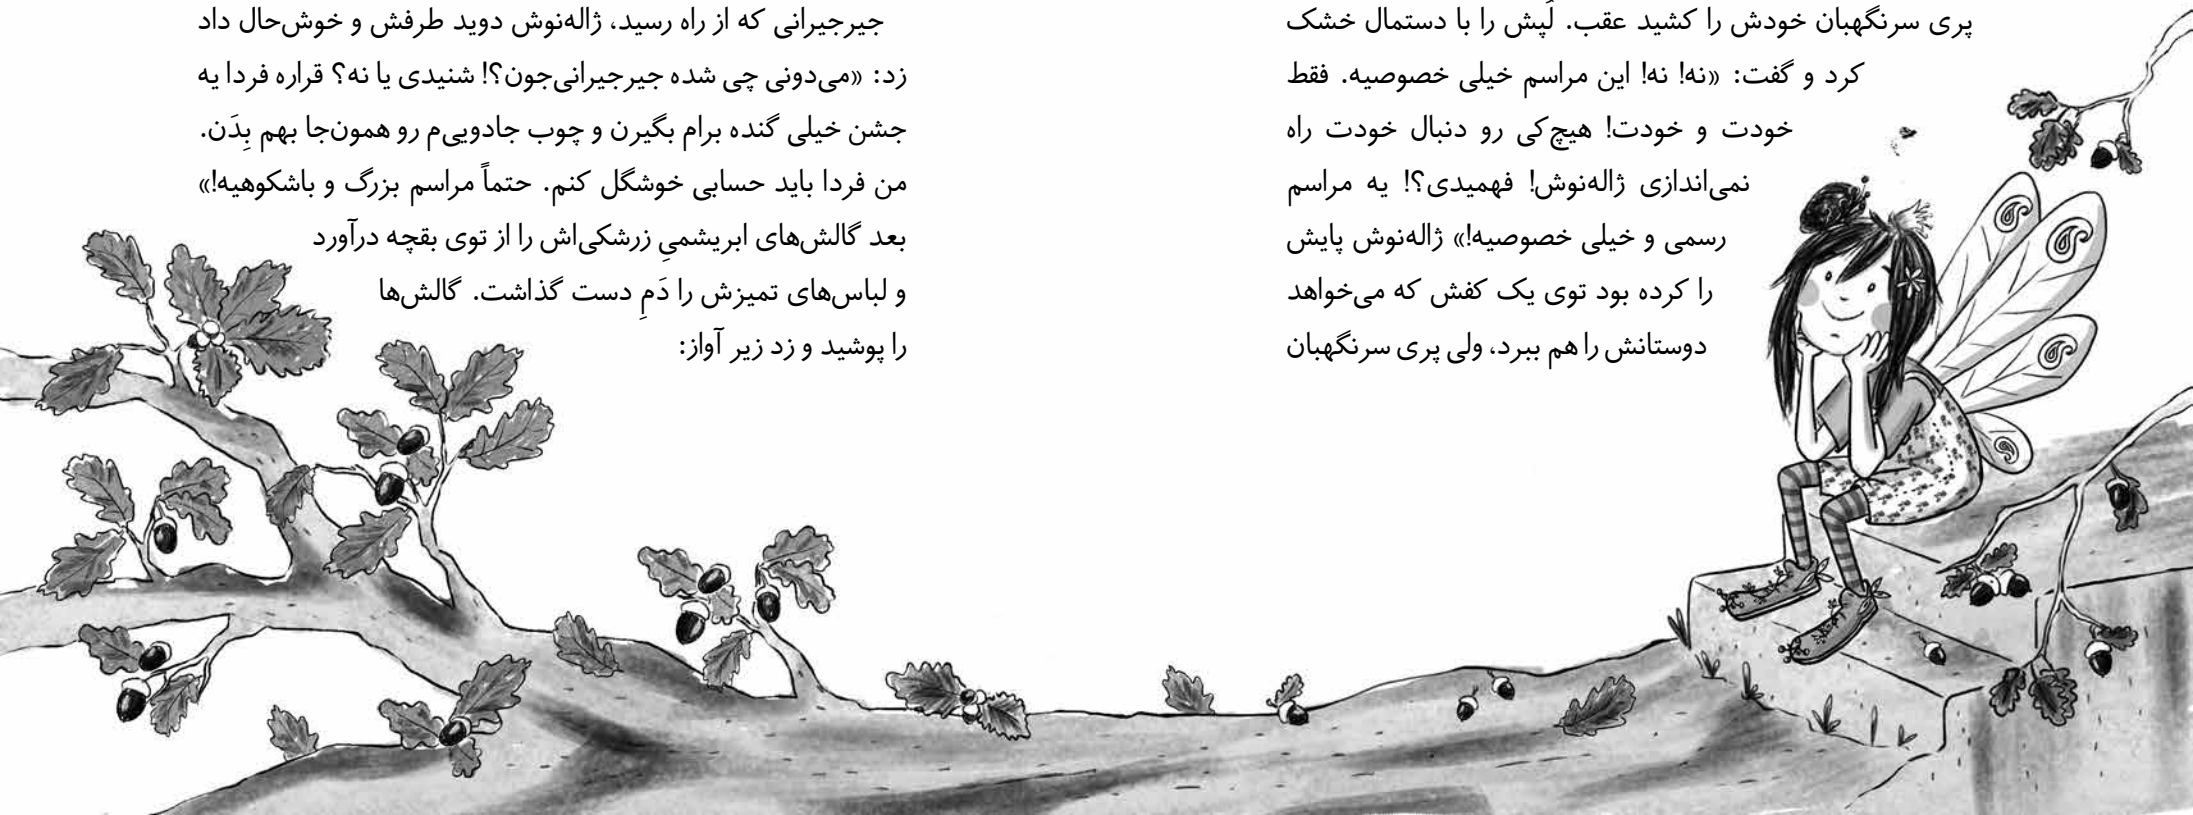 پری سرنگهبان خودش را کشید عقب. لُپش را با دستمال خشک
کرد و گفت: «نه! نه! این مراسم خیلی خصوصیه. فقط
خودت و خودت! هیچ‌کی رو دنبال خودت راه
نمی‌اندازی ژاله‌نوش! فهمیدی؟! یه مراسم
رسمی و خیلی خصوصیه!» ژاله‌نوش پایش
را کرده بود توی یک کفش که می‌خواهد
دوستانش را هم ببرد، ولی پری سرنگهبان
جیرجیرانی که از راه رسید، ژاله‌نوش دوید طرفش و خوش‌حال داد
زد: «می‌دونی چی شده جیرجیرانی‌جون؟! شنیدی یا نه؟ قراره فردا یه
جشن خیلی گنده برام بگیرن و چوب جادویی‌م رو همون‌جا بهم بِدَن.
من فردا باید حسابی خوشگل کنم. حتماً مراسم بزرگ و باشکوهیه!»
بعد گالش‌های ابریشمیِ زرشکی‌اش را از توی بقچه درآورد
و لباس‌های تمیزش را دَمِ دست گذاشت. گالش‌ها
را پوشید و زد زیر آواز: